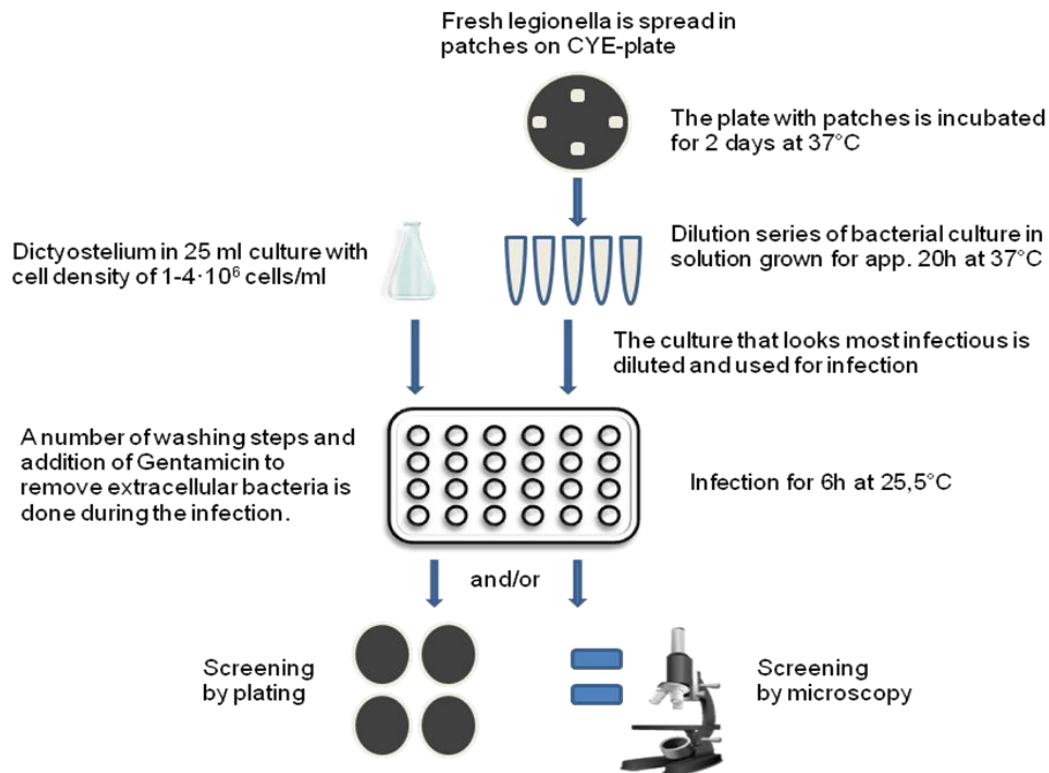 Fresh legionella is spread in
patches on CYE-plate
The plate with patches is incubated
for 2 days at 37°C
Dictyostelium in 25 ml culture with
cell density of 1-4·10⁶ cells/ml
Dilution series of bacterial culture in
solution grown for app. 20h at 37°C
The culture that looks most infectious is
diluted and used for infection
A number of washing steps and
addition of Gentamicin to
remove extracellular bacteria is
done during the infection.
Infection for 6h at 25,5°C
and/or
Screening
by plating
Screening
by microscopy